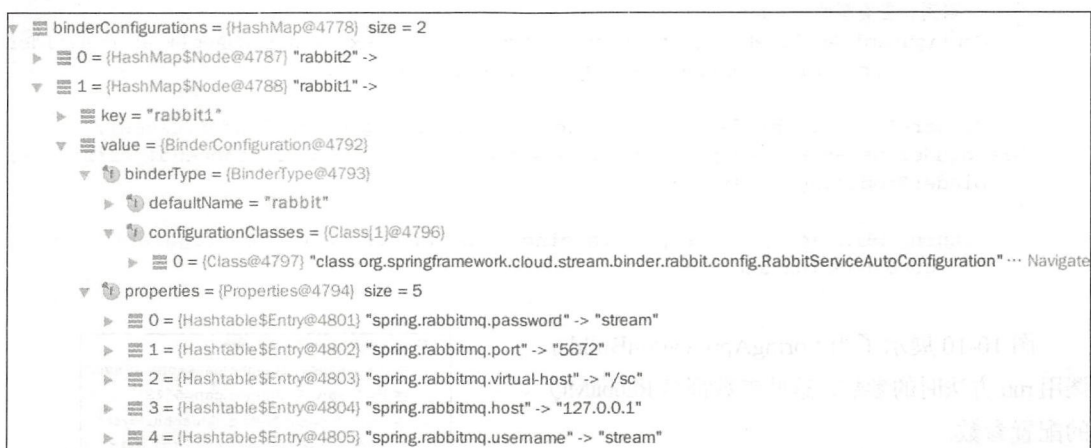 binderConfigurations = {HashMap@4778} size = 2
0 = {HashMap$Node@4787} "rabbit2" ->
1 = {HashMap$Node@4788} "rabbit1" ->
key = "rabbit1"
value = {BinderConfiguration@4792}
binderType = {BinderType@4793}
defaultName = "rabbit"
configurationClasses = {Class[1]@4796}
0 = {Class@4797} "class org.springframework.cloud.stream.binder.rabbit.config.RabbitServiceAutoConfiguration" ... Navigate
properties = {Properties@4794} size = 5
0 = {Hashtable$Entry@4801} "spring.rabbitmq.password" -> "stream"
1 = {Hashtable$Entry@4802} "spring.rabbitmq.port" -> "5672"
2 = {Hashtable$Entry@4803} "spring.rabbitmq.virtual-host" -> "/sc"
3 = {Hashtable$Entry@4804} "spring.rabbitmq.host" -> "127.0.0.1"
4 = {Hashtable$Entry@4805} "spring.rabbitmq.username" -> "stream"